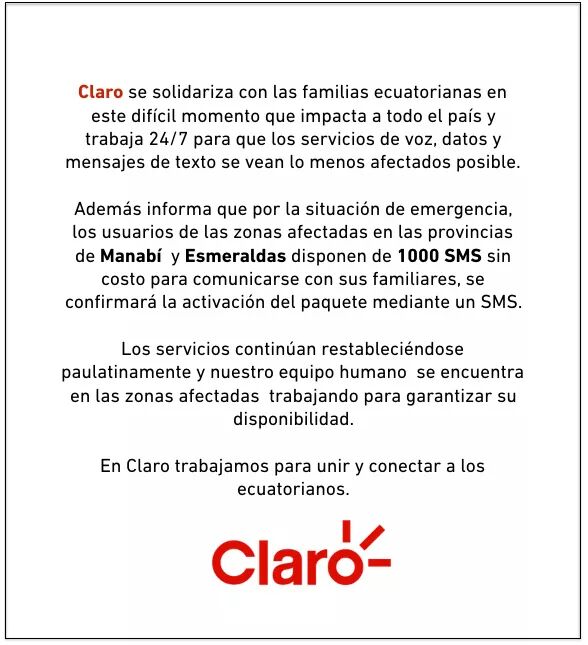 Claro se solidariza con las familias ecuatorianas en
este difícil momento que impacta a todo el país y
trabaja 24/7 para que los servicios de voz, datos y
mensajes de texto se vean lo menos afectados posible.
Además informa que por la situación de emergencia,
los usuarios de las zonas afectadas en las provincias
de Manabí y Esmeraldas disponen de 1000 SMS sin
costo para comunicarse con sus familiares, se
confirmará la activación del paquete mediante un SMS.
Los servicios continúan restableciéndose
paulatinamente y nuestro equipo humano se encuentra
en las zonas afectadas trabajando para garantizar su
disponibilidad.
En Claro trabajamos para unir y conectar a los
ecuatorianos.
Claro